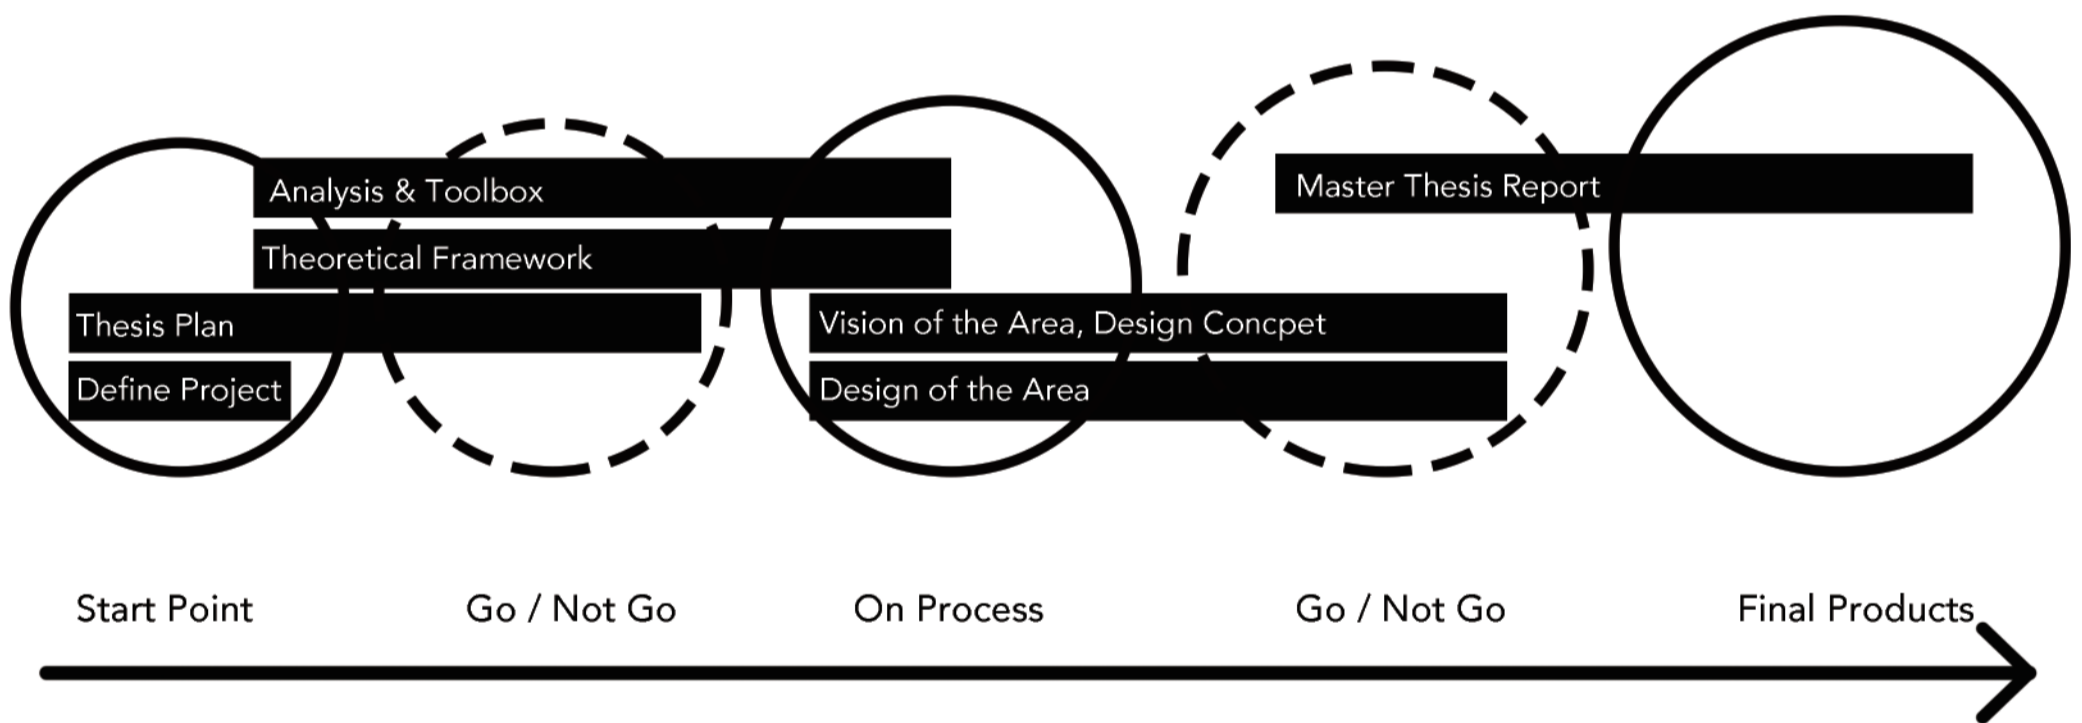 Analysis & Toolbox
Theoretical Framework
Thesis Plan
Define Project
Vision of the Area, Design Concpet
Design of the Area
Master Thesis Report
Start Point
Go / Not Go
On Process
Go / Not Go
Final Products